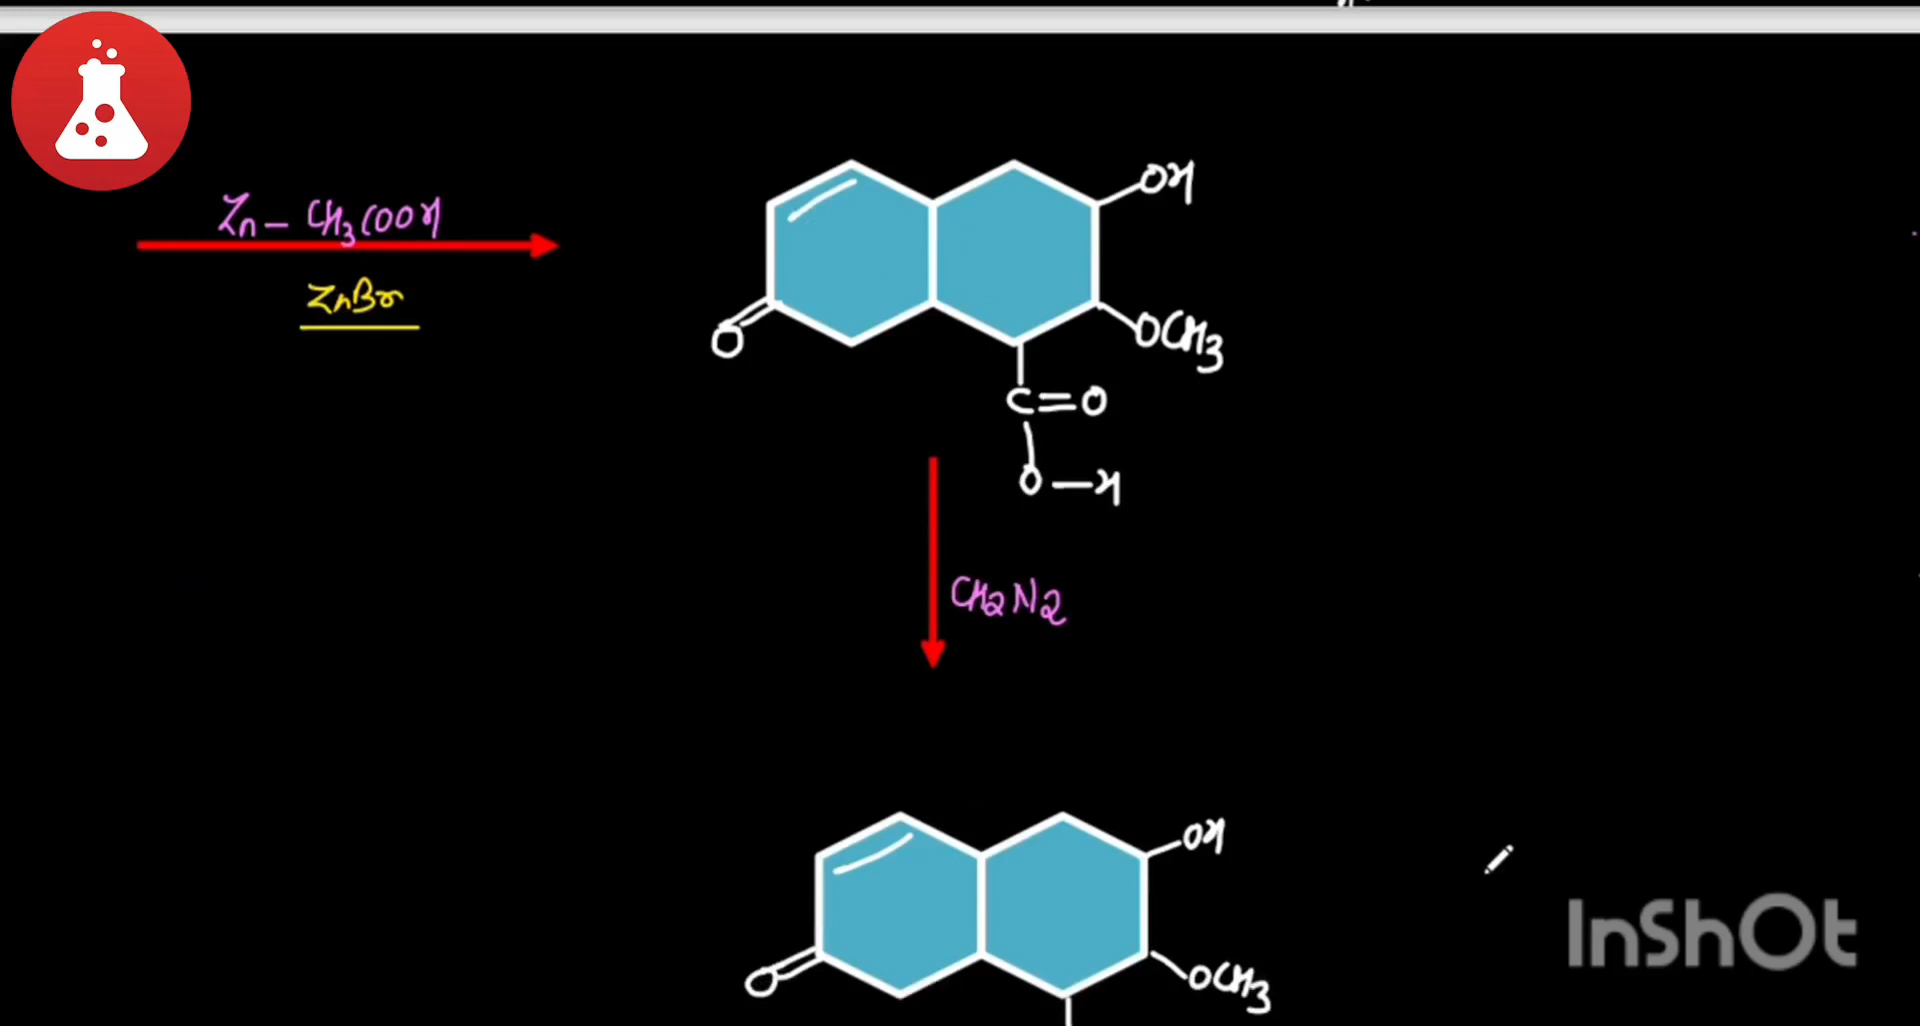 Zn - CH3COOH
ZnBr
OH
O
OCH3
C=O
O-H
CH2N2
OH
O
OCH3
InShOt